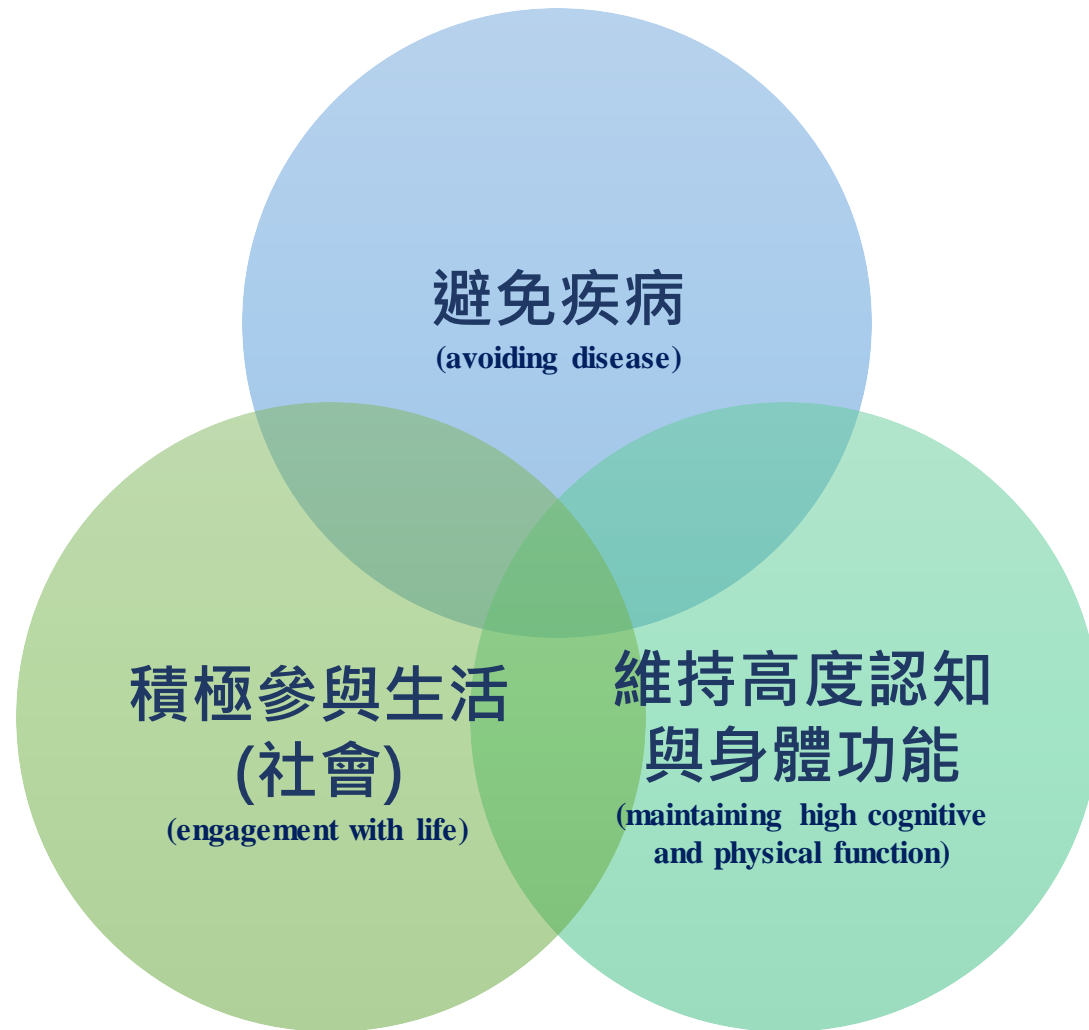 避免疾病
(avoiding disease)
積極參與生活
(社會)
(engagement with life)
維持高度認知
與身體功能
(maintaining high cognitive
and physical function)